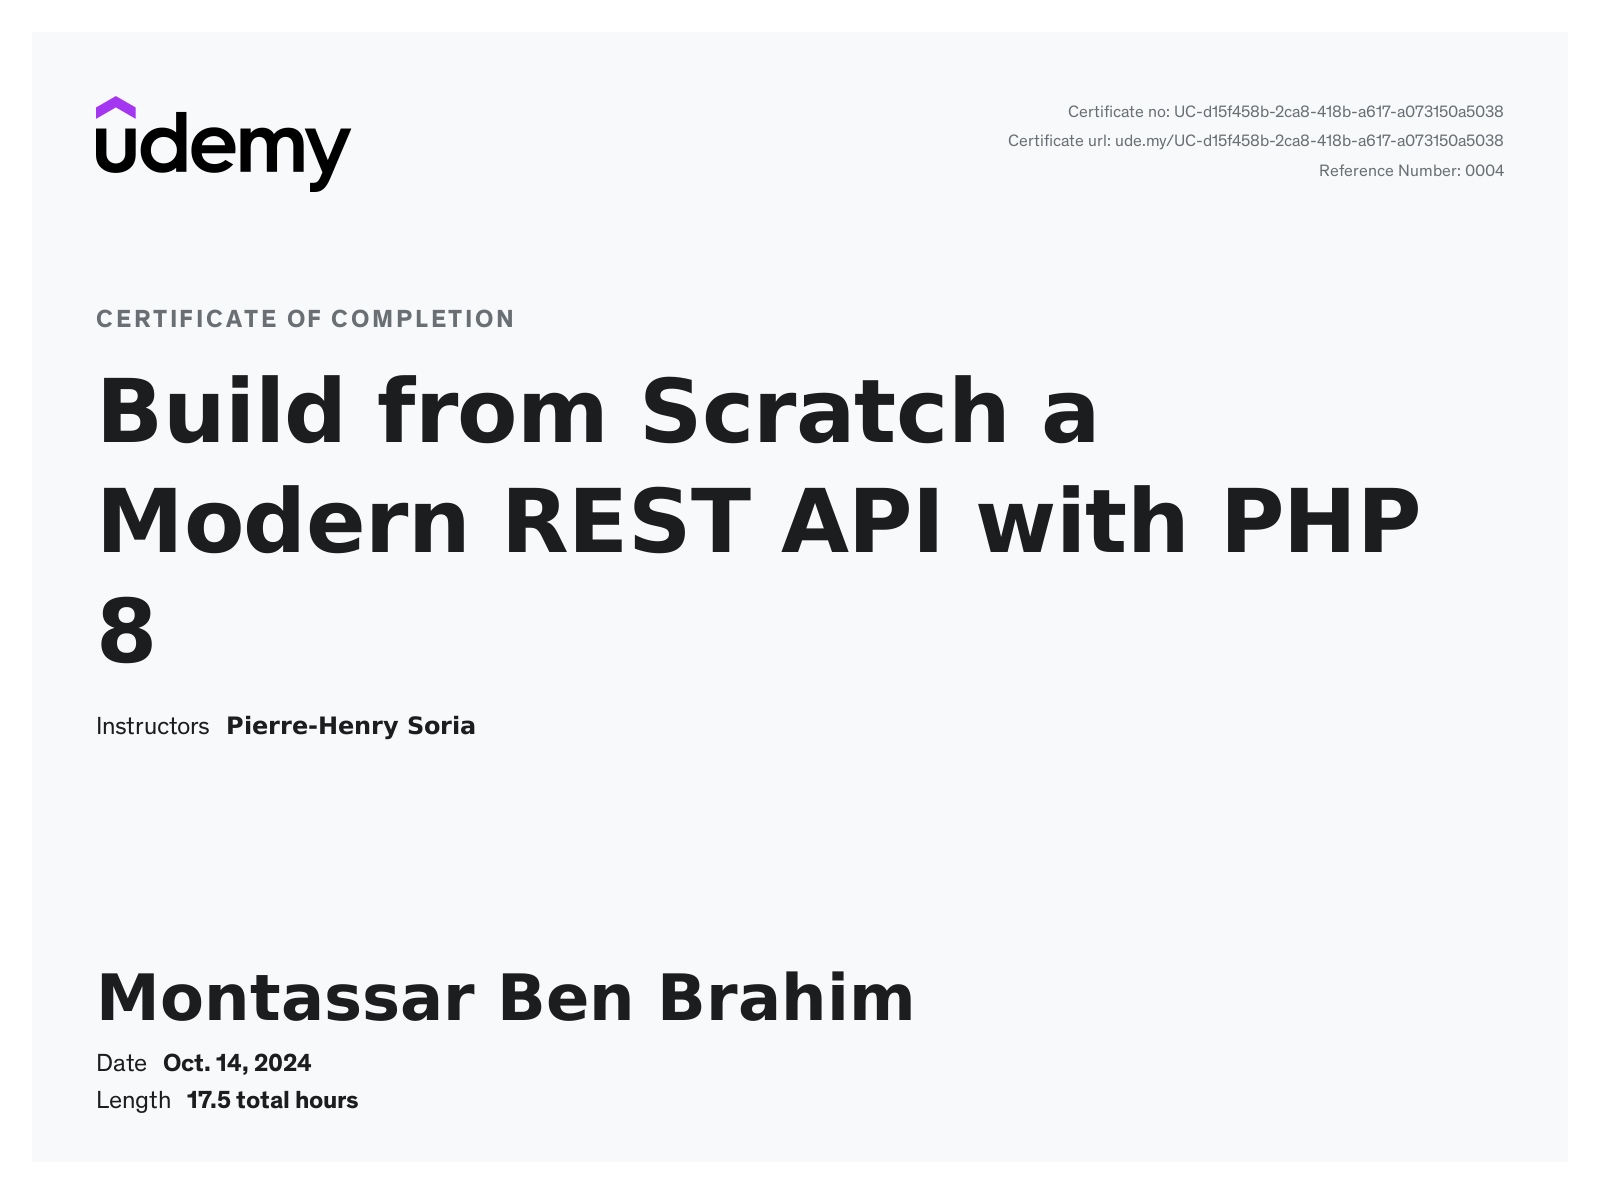 udemy
Certificate no: UC-d15f458b-2ca8-418b-a617-a073150a5038
Certificate url: ude.my/UC-d15f458b-2ca8-418b-a617-a073150a5038
Reference Number: 0004
CERTIFICATE OF COMPLETION
Build from Scratch a
Modern REST API with PHP
8
Instructors Pierre-Henry Soria
Montassar Ben Brahim
Date Oct. 14, 2024
Length 17.5 total hours